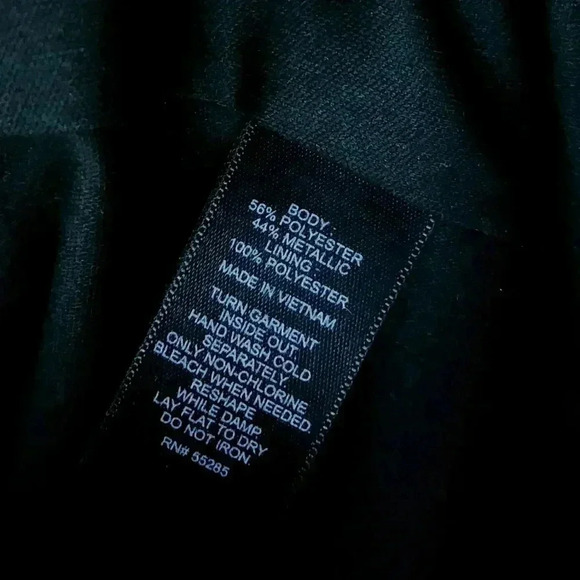 BODY:
56% POLYESTER
44% METALLIC
LINING:
100% POLYESTER
MADE IN VIETNAM
TURN GARMENT
INSIDE OUT.
HAND WASH COLD
SEPARATELY.
ONLY NON-CHLORINE
BLEACH WHEN NEEDED.
RESHAPE
WHILE DAMP.
LAY FLAT TO DRY
DO NOT IRON.
RN# 55285